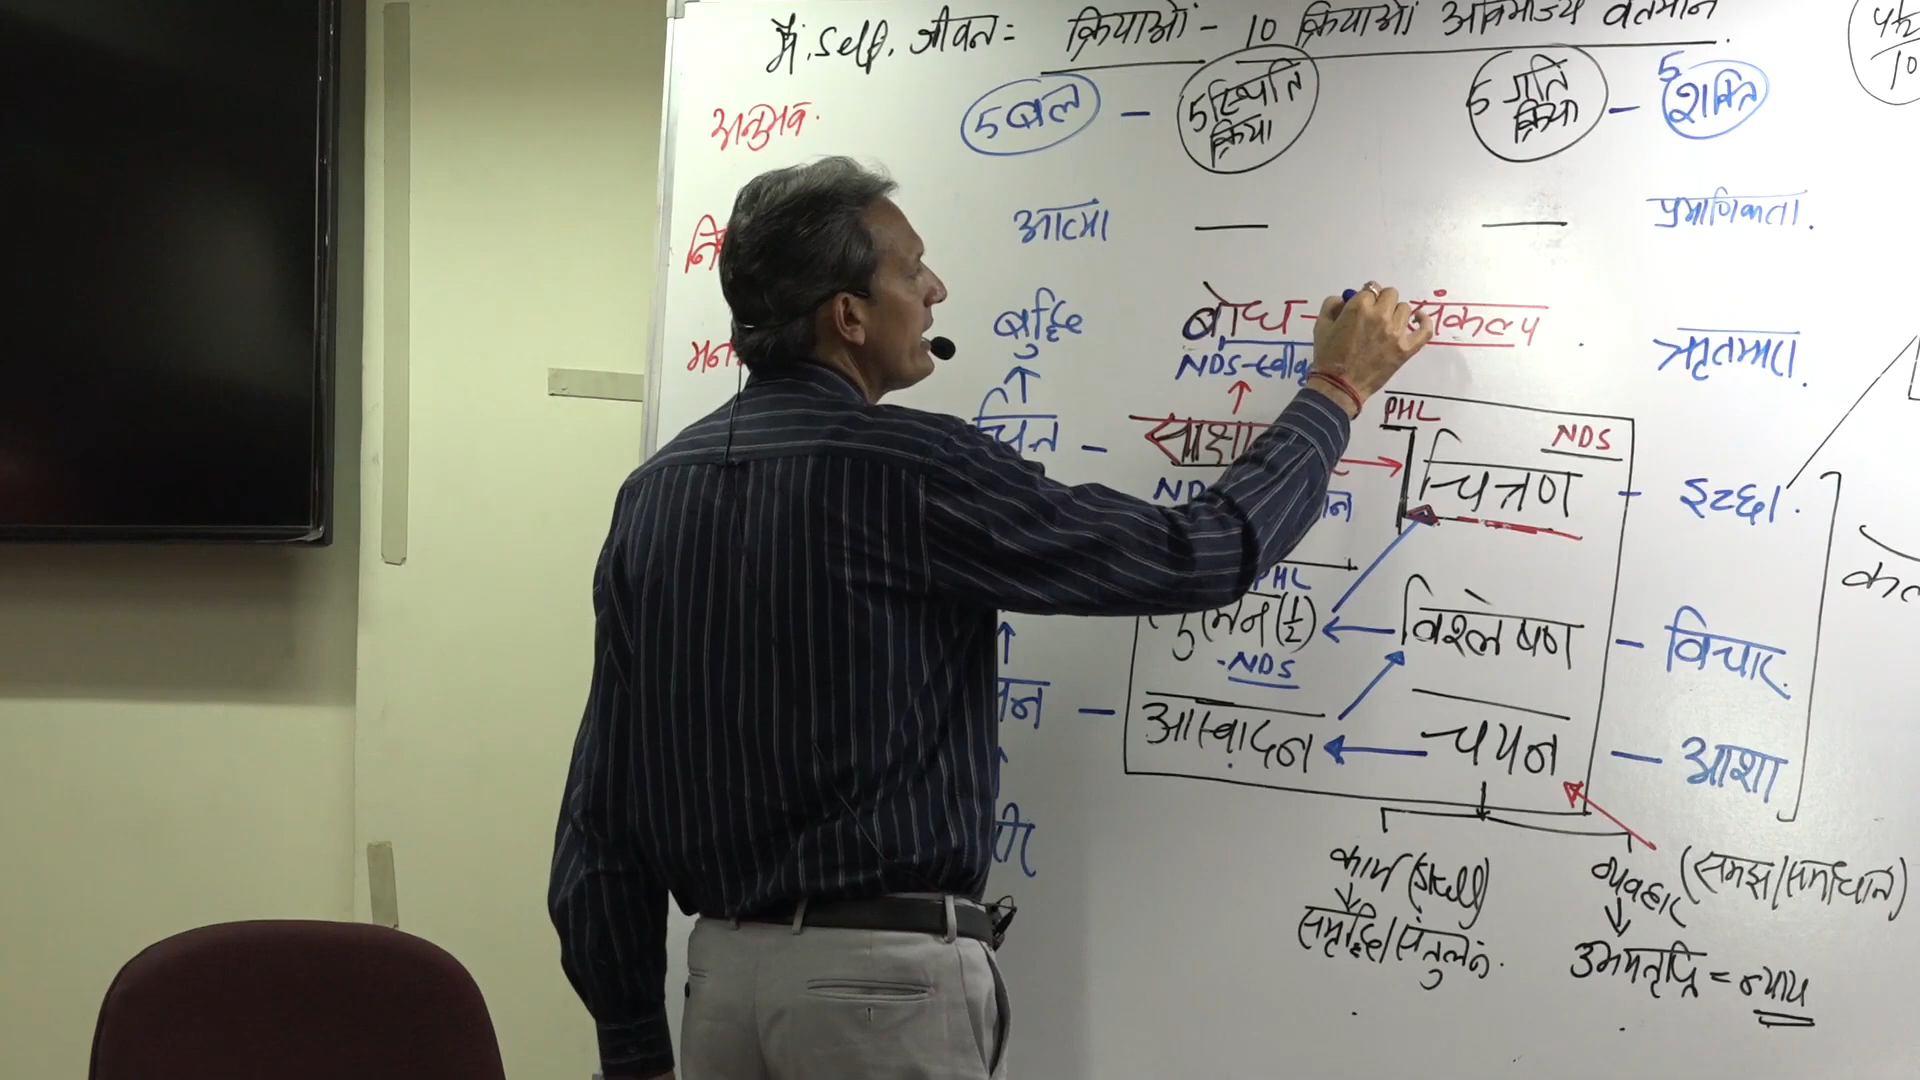 मैं, Self, जीवन = क्रियाओं - 10 क्रियाओं अविभाज्य वर्तमान
अनुभव. 5 बल - 5 स्थिति क्रिया 5 गति क्रिया - 5 शक्ति
10
आत्मा — — प्रमाणिकता.
बुद्धि बोध - संकल्प ऋतम्भरा.
NDS-स्वीकृ
PHL NDS
चित्त - चित्रण - इच्छा.
PHL
(1/2) विश्लेषण - विचार.
-NDS
- आस्वादन चयन - आशा
कार्य (Skill) व्यवहार (समझ/समाधान)
समृद्धि/संतुलन. उभयतृप्ति = न्याय